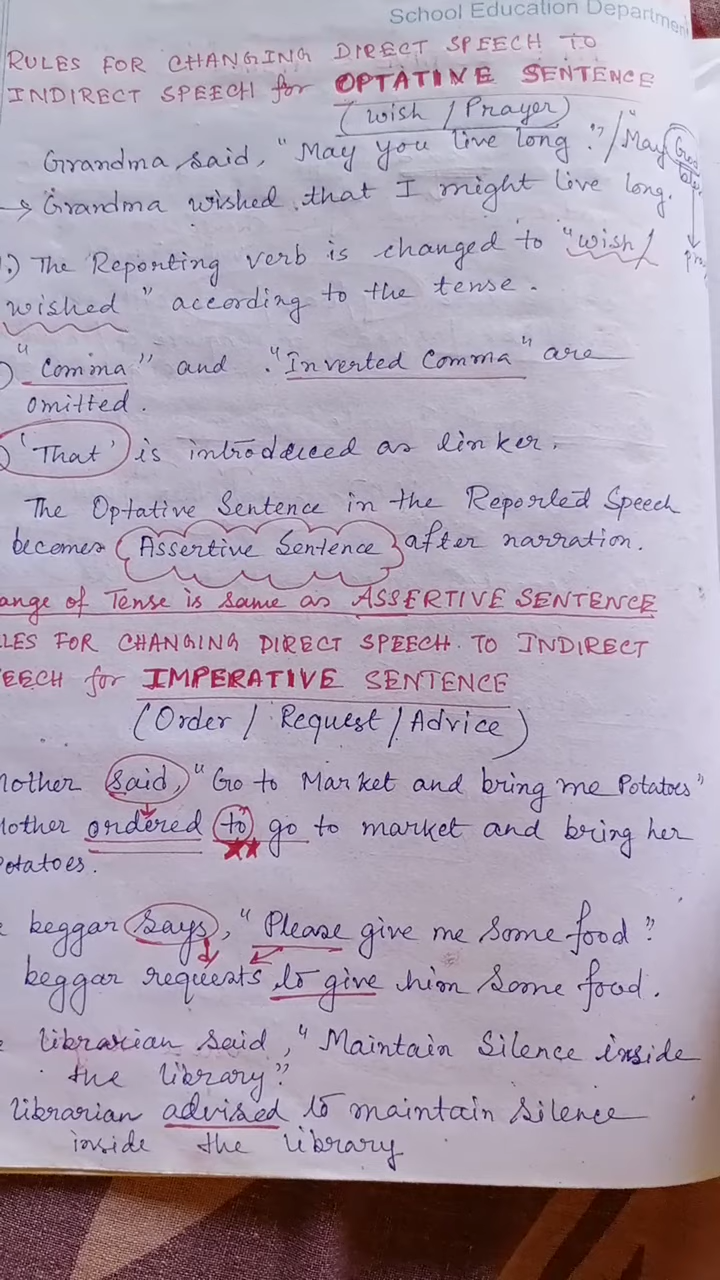 School Education Department
RULES FOR CHANGING DIRECT SPEECH TO
INDIRECT SPEECH for OPTATIVE SENTENCE
(Wish / Prayer)
Grandma said, "May you live long."/"May God
→ Grandma wished that I might live long.
.) The Reporting verb is changed to "wish/
wished" according to the tense.
) "Comma" and "Inverted Comma" are
omitted.
) 'That' is introduced as linker.
The Optative Sentence in the Reported Speech
becomes Assertive Sentence after narration.
ange of Tense is same as ASSERTIVE SENTENCE
LES FOR CHANGING DIRECT SPEECH TO INDIRECT
EECH for IMPERATIVE SENTENCE
(Order / Request / Advice)
mother said, "Go to Market and bring me Potatoes"
Mother ordered to go to market and bring her
Potatoes.
beggar says, "Please give me some food"
beggar requests to give him some food.
librarian said, "Maintain Silence inside
the library"
librarian advised to maintain silence
inside the library